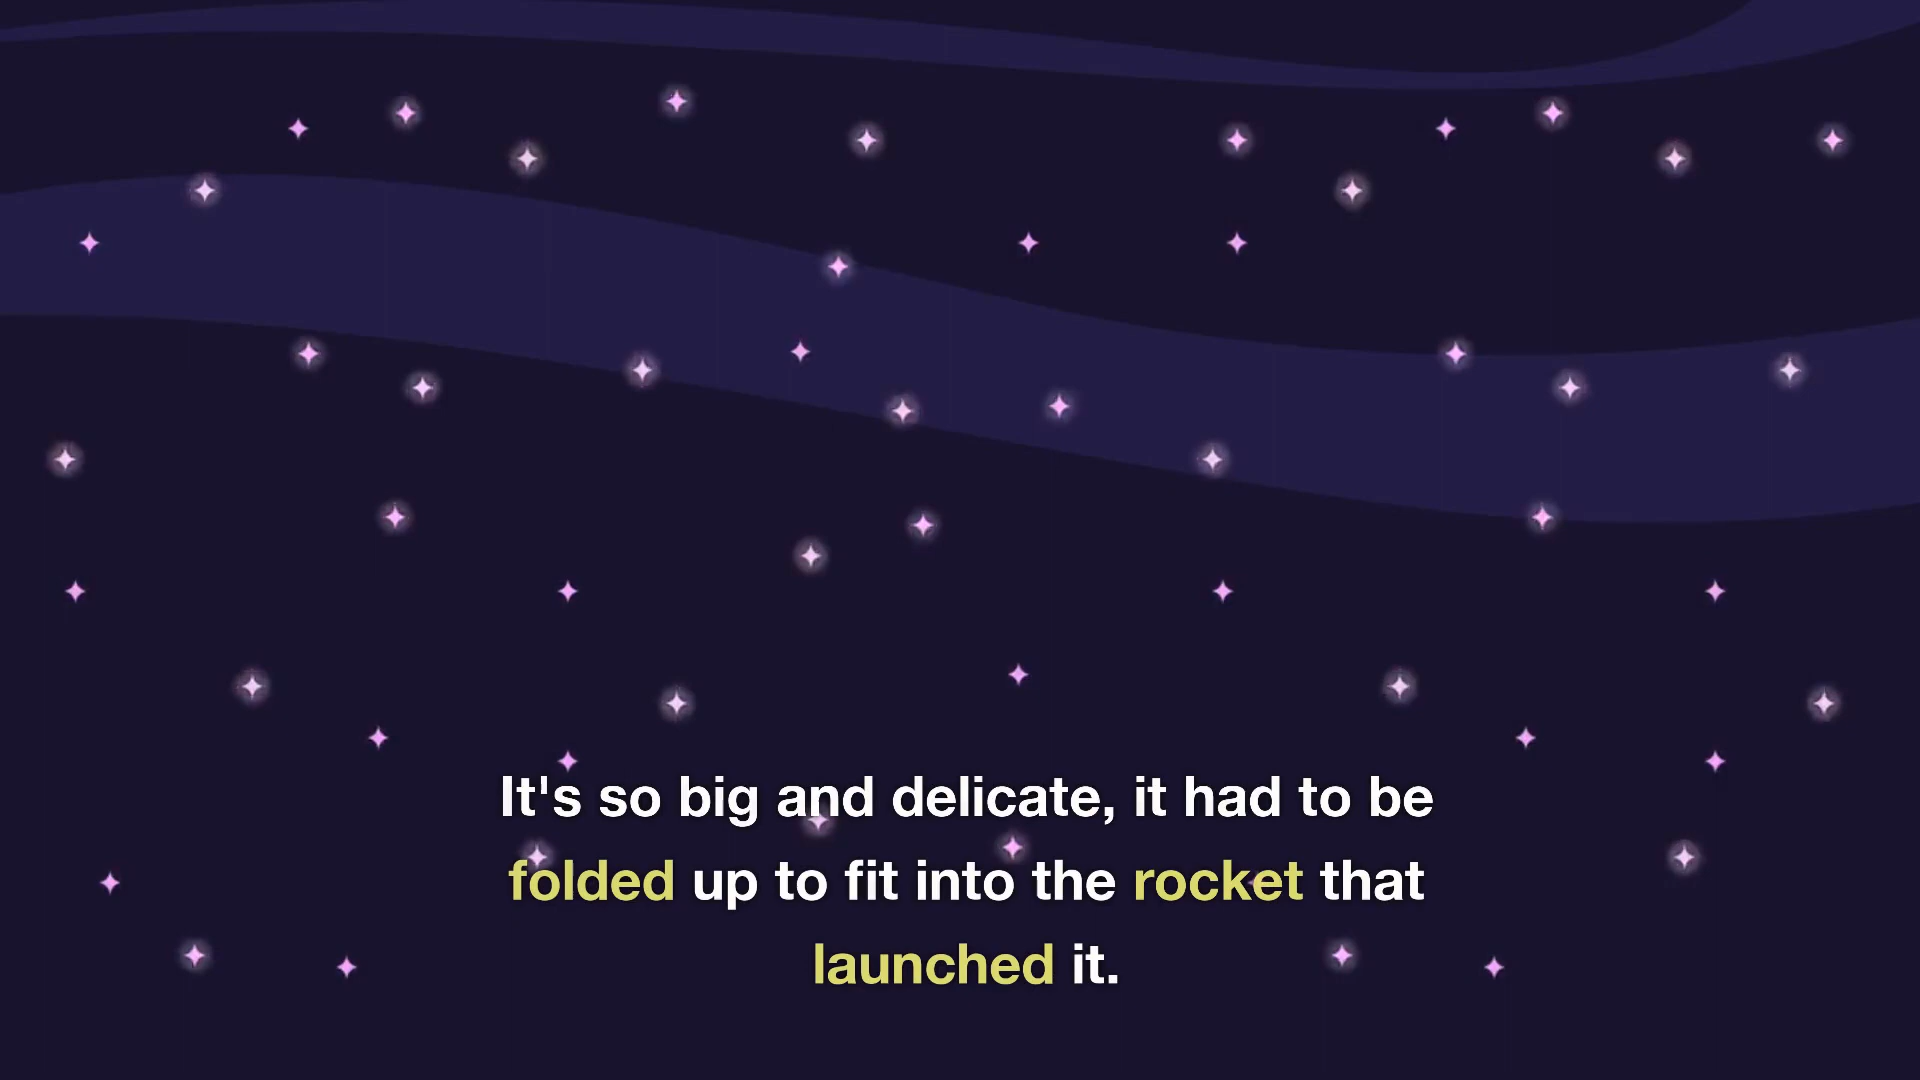 It's so big and delicate, it had to be
folded up to fit into the rocket that
launched it.